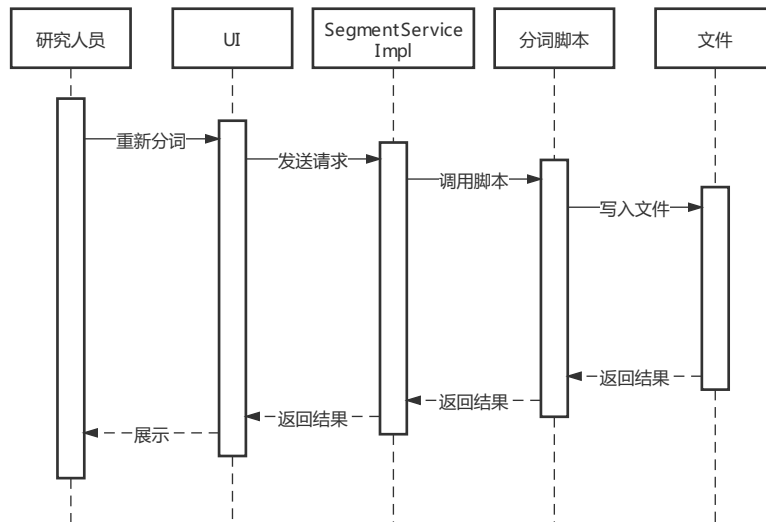 研究人员
UI
SegmentService
Impl
分词脚本
文件
重新分词
发送请求
调用脚本
写入文件
返回结果
返回结果
返回结果
展示